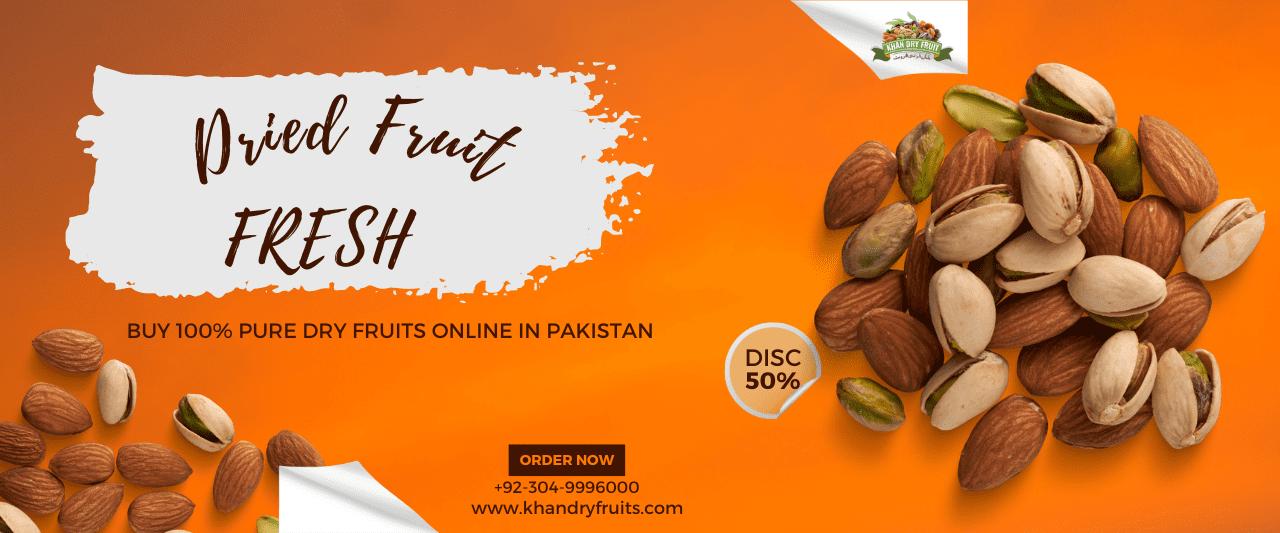 Dried Fruit
FRESH
BUY 100% PURE DRY FRUITS ONLINE IN PAKISTAN
KHAN DRY FRUIT
DISC
50%
ORDER NOW
+92-304-9996000
www.khandryfruits.com